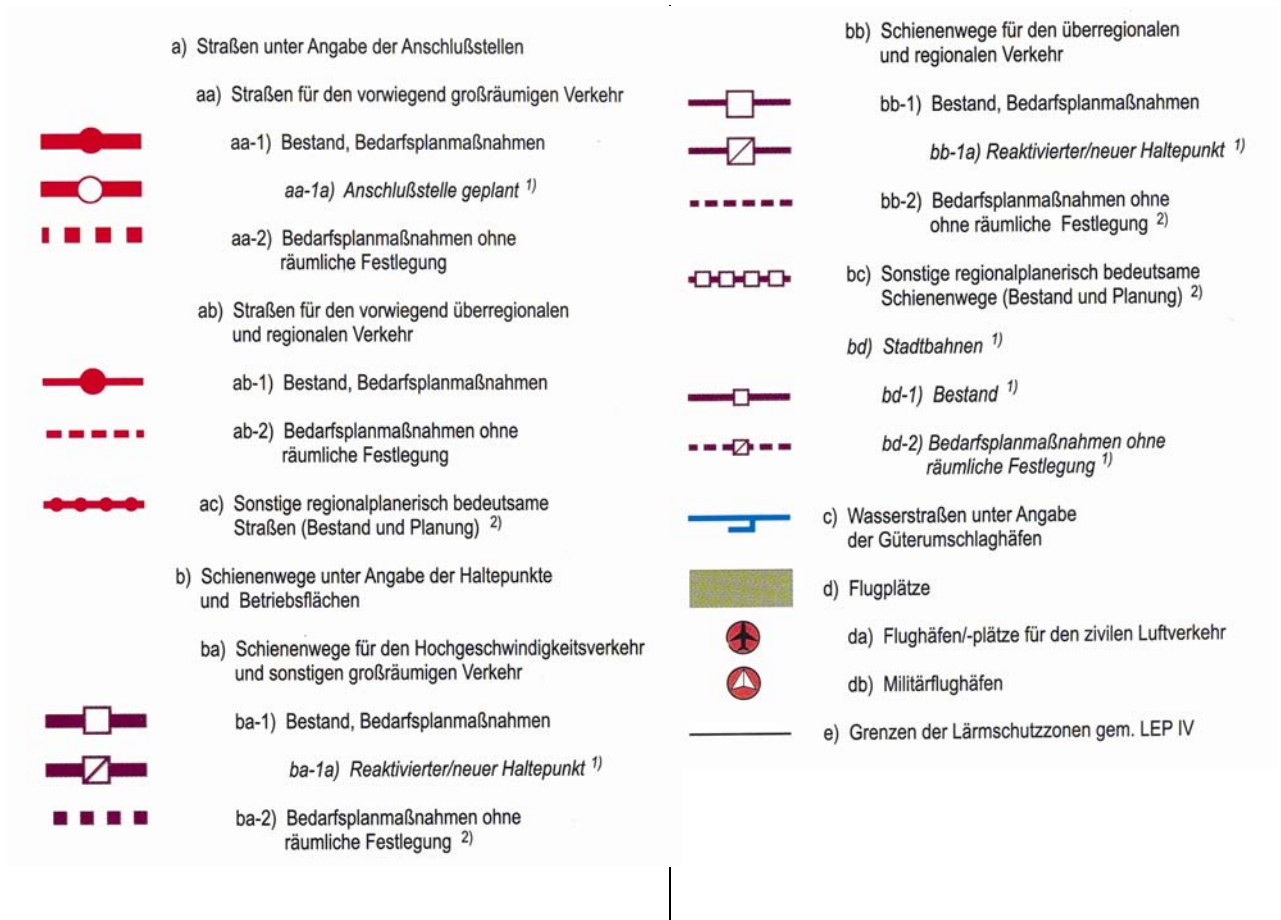 a) Straßen unter Angabe der Anschlußstellen
aa) Straßen für den vorwiegend großräumigen Verkehr
aa-1) Bestand, Bedarfsplanmaßnahmen
aa-1a) Anschlußstelle geplant 1)
aa-2) Bedarfsplanmaßnahmen ohne
räumliche Festlegung
ab) Straßen für den vorwiegend überregionalen
und regionalen Verkehr
ab-1) Bestand, Bedarfsplanmaßnahmen
ab-2) Bedarfsplanmaßnahmen ohne
räumliche Festlegung
ac) Sonstige regionalplanerisch bedeutsame
Straßen (Bestand und Planung) 2)
b) Schienenwege unter Angabe der Haltepunkte
und Betriebsflächen
ba) Schienenwege für den Hochgeschwindigkeitsverkehr
und sonstigen großräumigen Verkehr
ba-1) Bestand, Bedarfsplanmaßnahmen
ba-1a) Reaktivierter/neuer Haltepunkt 1)
ba-2) Bedarfsplanmaßnahmen ohne
räumliche Festlegung 2)
bb) Schienenwege für den überregionalen
und regionalen Verkehr
bb-1) Bestand, Bedarfsplanmaßnahmen
bb-1a) Reaktivierter/neuer Haltepunkt 1)
bb-2) Bedarfsplanmaßnahmen ohne
ohne räumliche Festlegung 2)
bc) Sonstige regionalplanerisch bedeutsame
Schienenwege (Bestand und Planung) 2)
bd) Stadtbahnen 1)
bd-1) Bestand 1)
bd-2) Bedarfsplanmaßnahmen ohne
räumliche Festlegung 1)
c) Wasserstraßen unter Angabe
der Güterumschlaghäfen
d) Flugplätze
da) Flughäfen/-plätze für den zivilen Luftverkehr
db) Militärflughäfen
e) Grenzen der Lärmschutzzonen gem. LEP IV